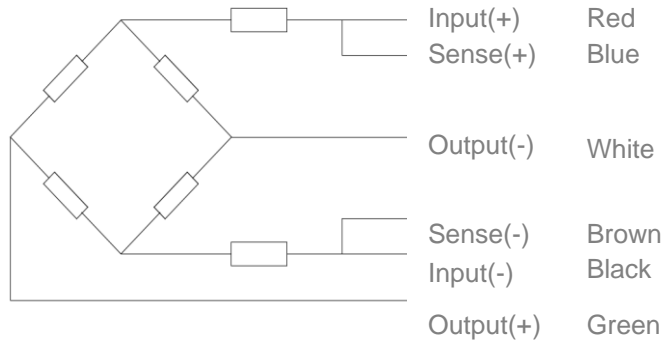 Input(+) Red
Sense(+) Blue
Output(-) White
Sense(-) Brown
Input(-) Black
Output(+) Green